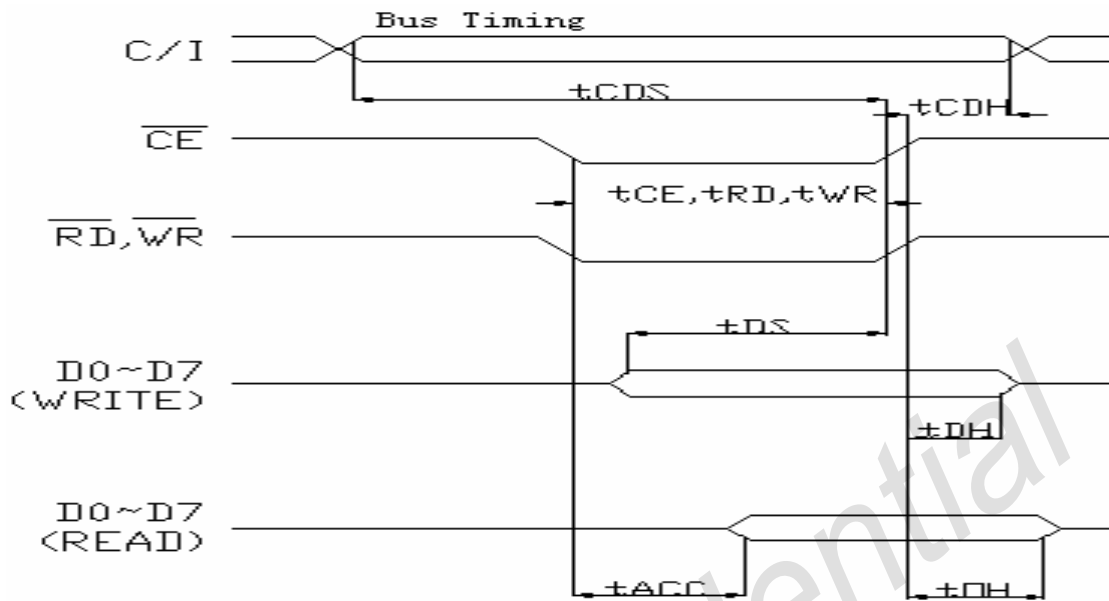 Bus Timing
C/I
tCDS
tCDH
CE
tCE,tRD,tWR
RD,WR
tDS
D0~D7
(WRITE)
tDH
D0~D7
(READ)
tACC
tOH